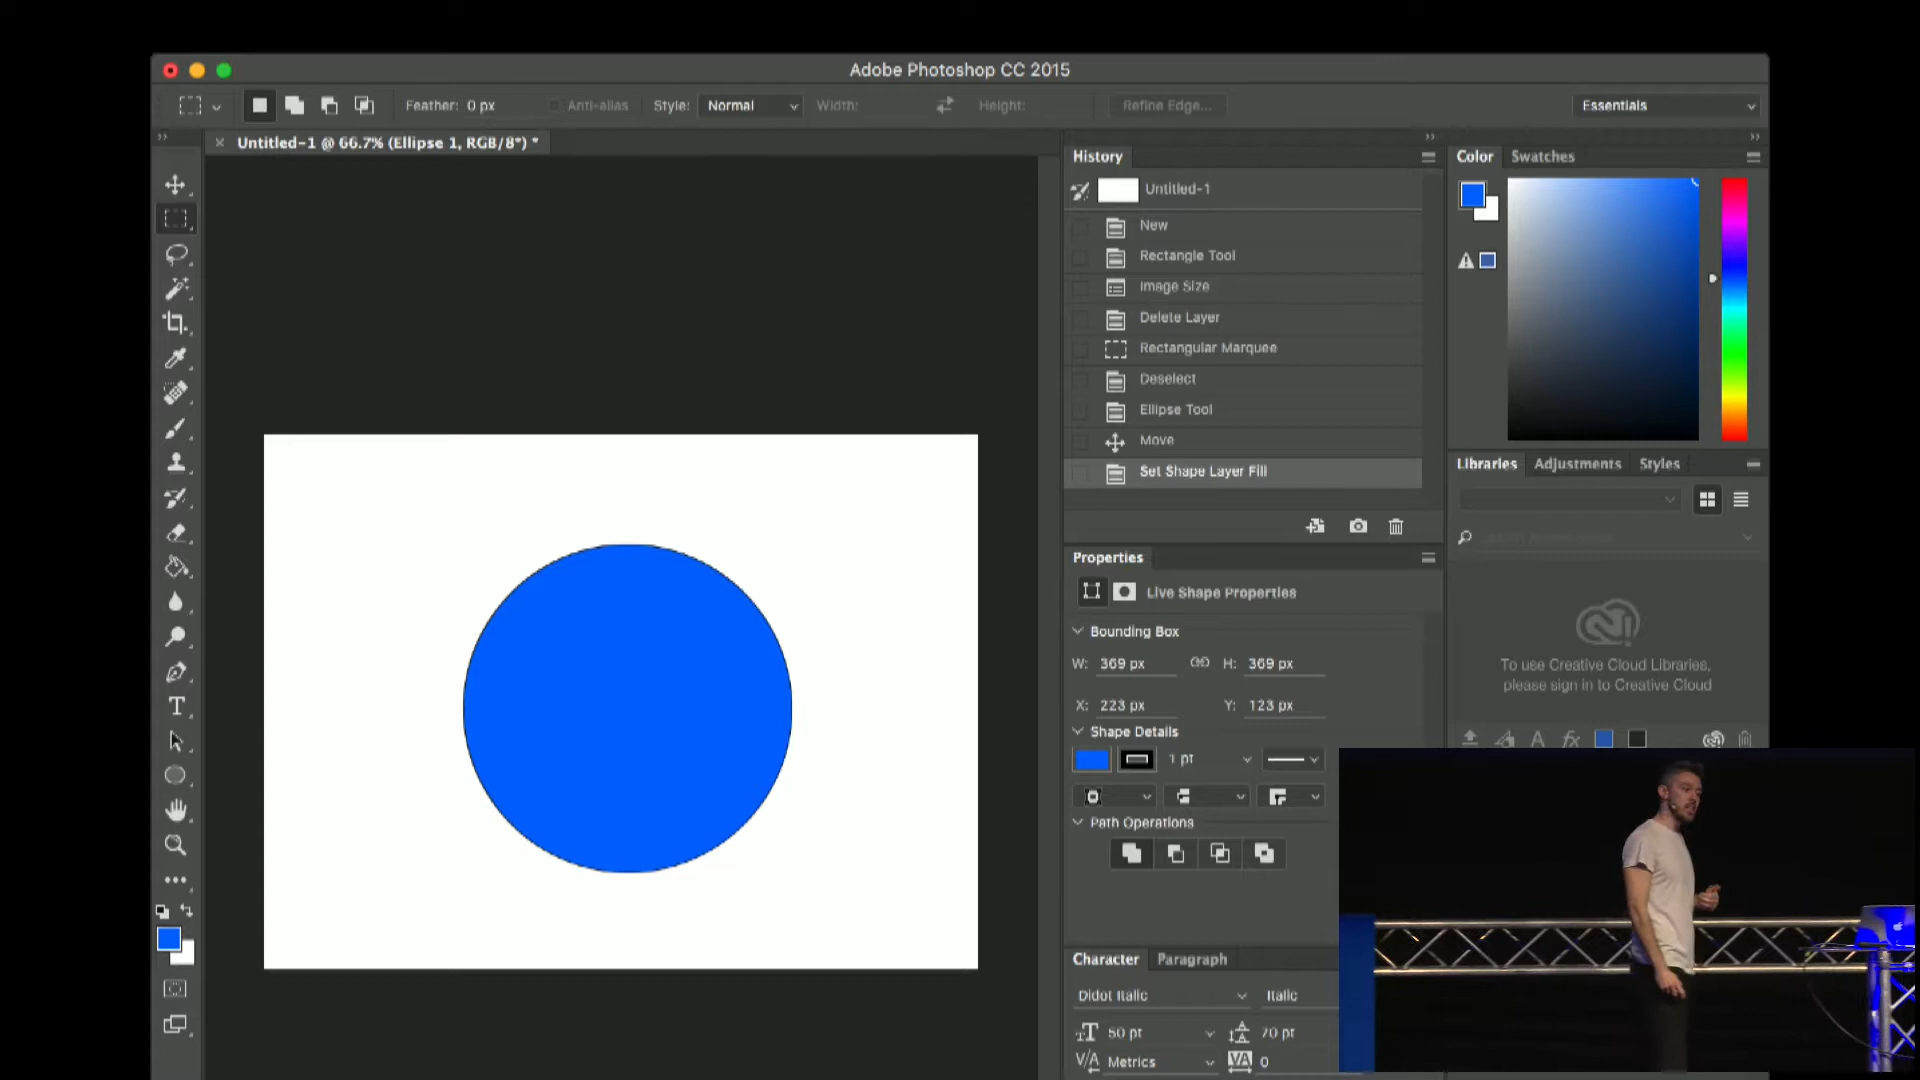 Adobe Photoshop CC 2015
Feather: 0 px
Anti-alias
Style: Normal
Width:
Height:
Refine Edge...
Essentials
Untitled-1 @ 66.7% (Ellipse 1, RGB/8*) *
History
Untitled-1
New
Rectangle Tool
Image Size
Delete Layer
Rectangular Marquee
Deselect
Ellipse Tool
Move
Set Shape Layer Fill
Properties
Live Shape Properties
Bounding Box
W: 369 px
H: 369 px
X: 223 px
Y: 123 px
Shape Details
1 pt
Path Operations
Character
Paragraph
Didot Italic
Italic
50 pt
70 pt
Metrics
0
Color
Swatches
Libraries
Adjustments
Styles
To use Creative Cloud Libraries,
please sign in to Creative Cloud